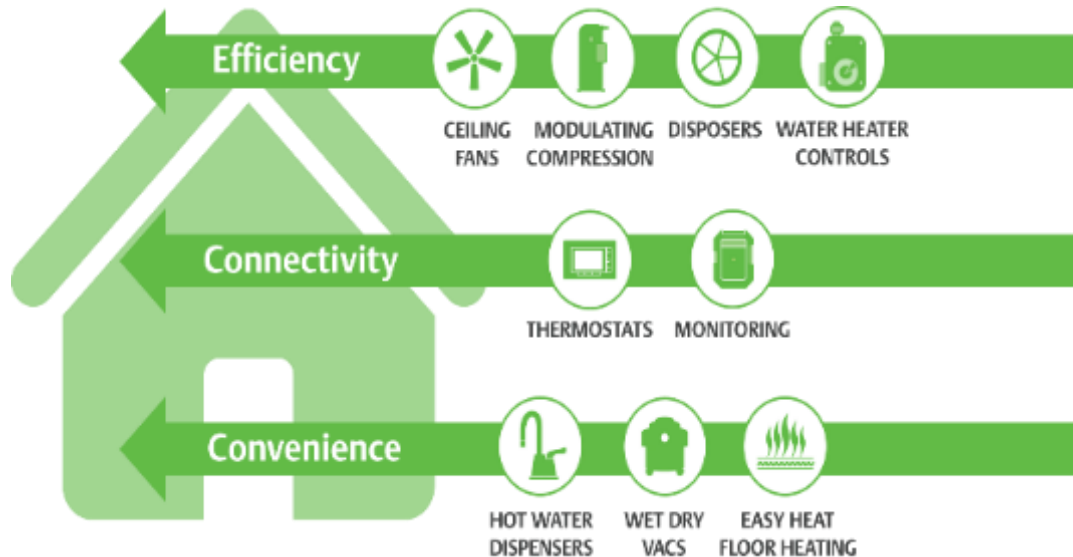 Efficiency
CEILING
FANS
MODULATING
COMPRESSION
DISPOSERS
WATER HEATER
CONTROLS
Connectivity
THERMOSTATS
MONITORING
Convenience
HOT WATER
DISPENSERS
WET DRY
VACS
EASY HEAT
FLOOR HEATING